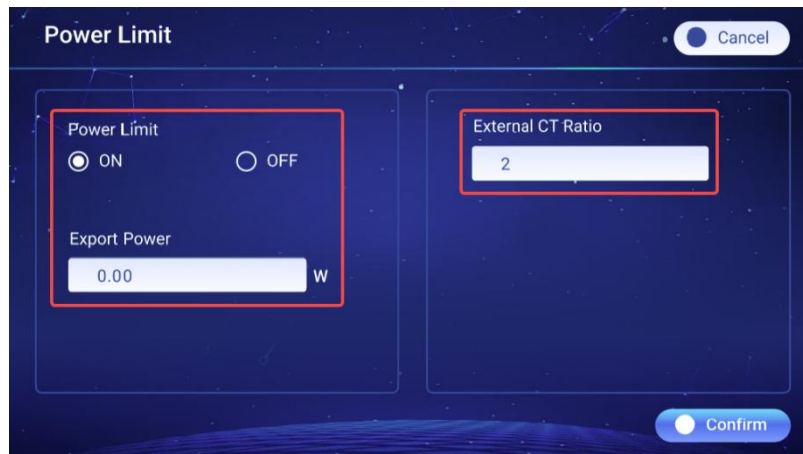 Power Limit
Cancel
Power Limit
ON
OFF
Export Power
0.00
W
External CT Ratio
2
Confirm